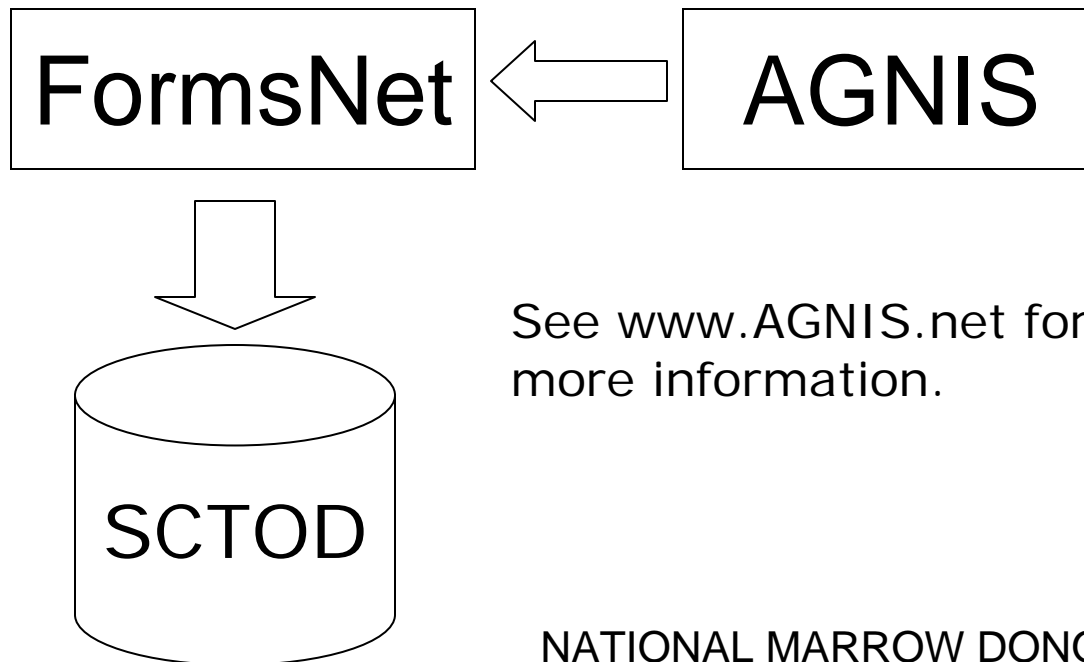 FormsNet
AGNIS
See www.AGNIS.net for
more information.
SCTOD
NATIONAL MARROW